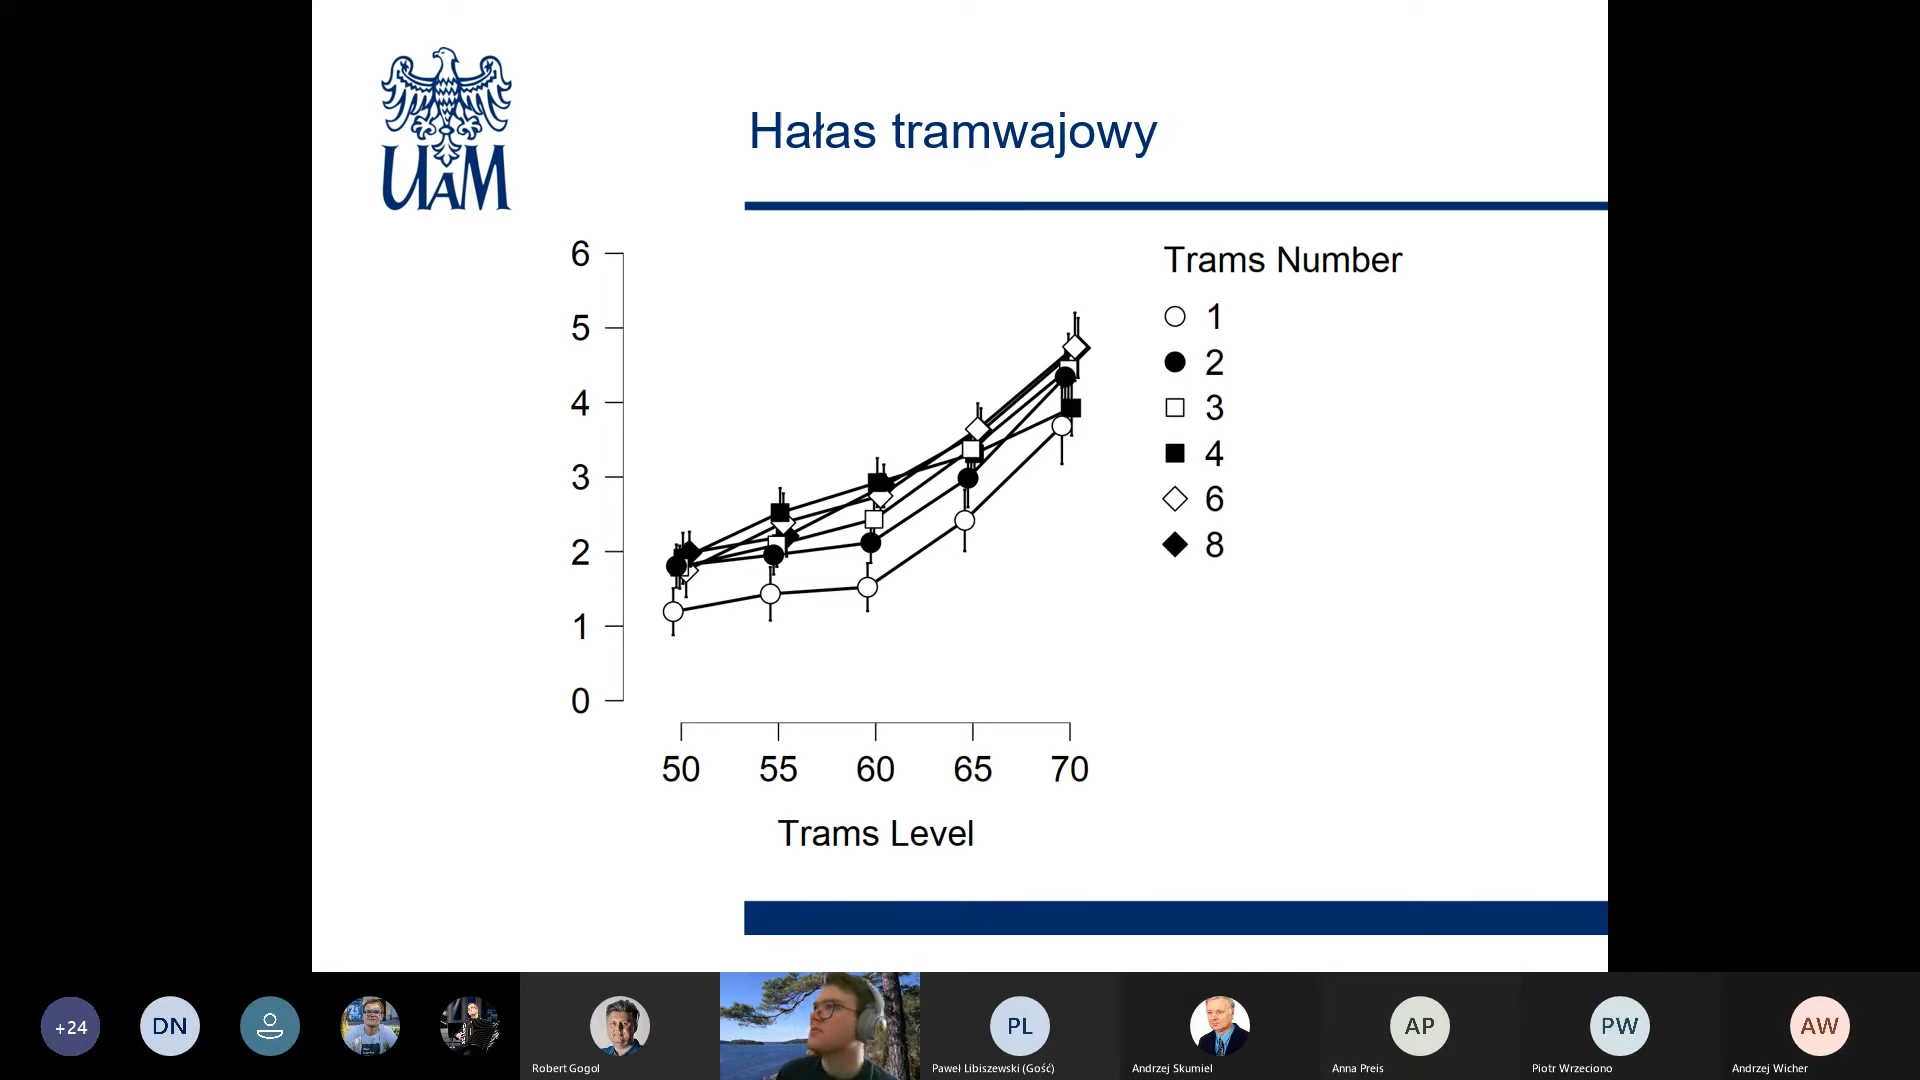 UAM
Hałas tramwajowy
6
5
4
3
2
1
0
50 55 60 65 70
Trams Level
Trams Number
1
2
3
4
6
8
+24
DN
Robert Gogol
PL
Paweł Libiszewski (Gość)
Andrzej Skumiel
AP
Anna Preis
PW
Piotr Wrzeciono
AW
Andrzej Wicher